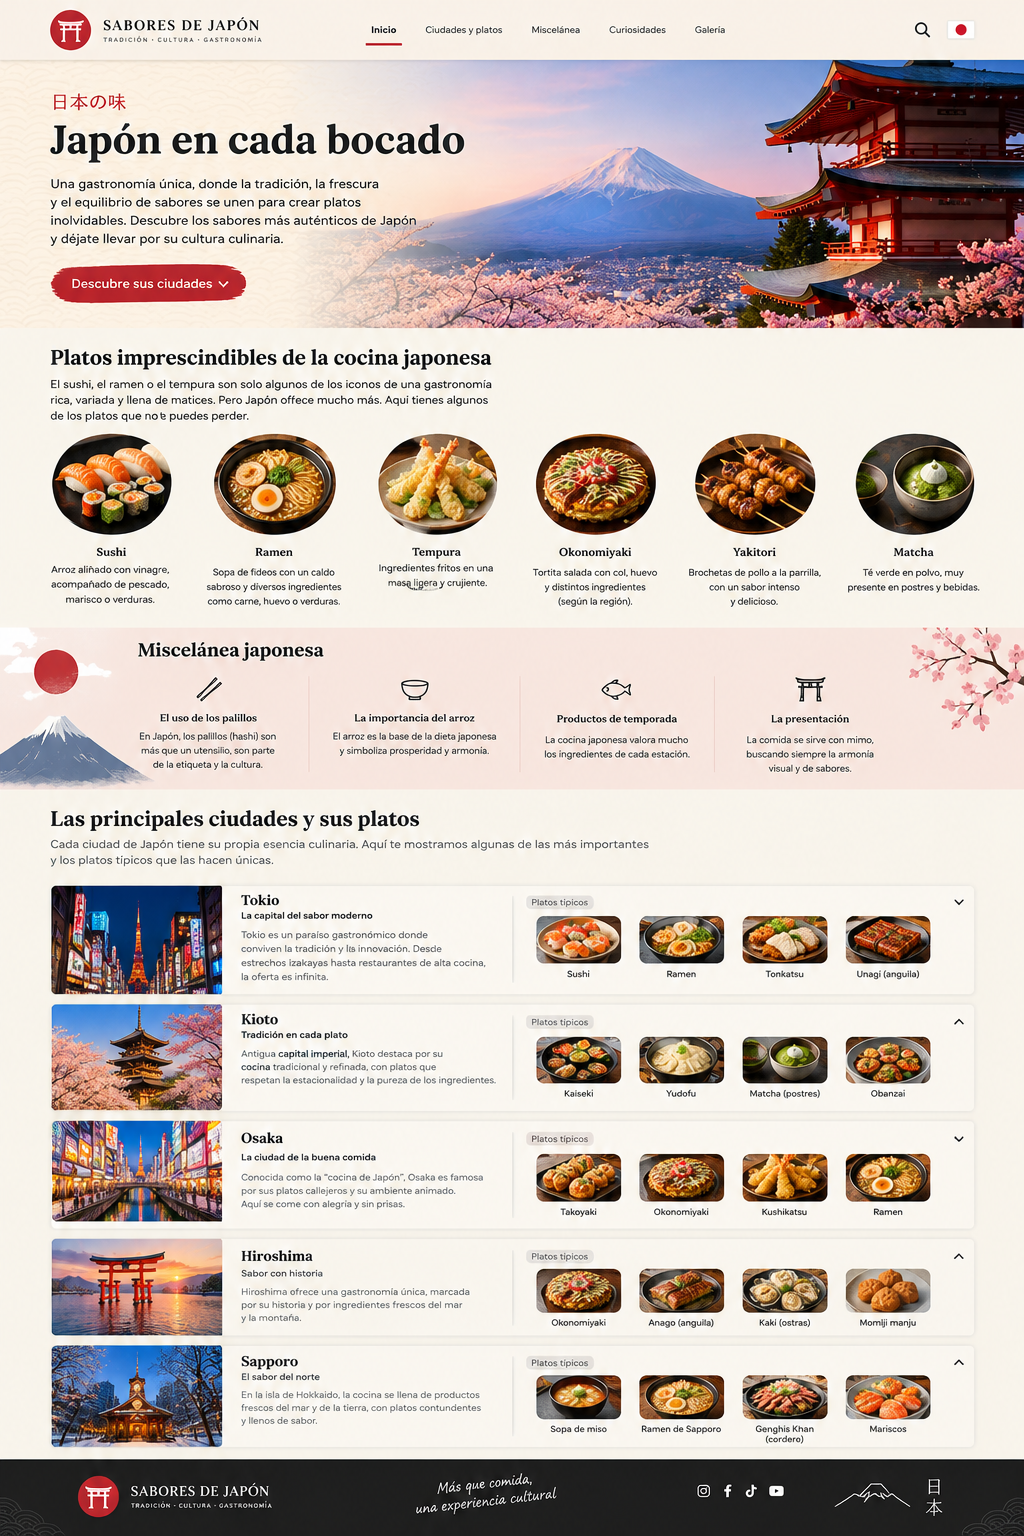 SABORES DE JAPÓN
TRADICIÓN · CULTURA · GASTRONOMÍA
Inicio
Ciudades y platos
Miscelánea
Curiosidades
Galería
日本の味
Japón en cada bocado
Una gastronomía única, donde la tradición, la frescura
y el equilibrio de sabores se unen para crear platos
inolvidables. Descubre los sabores más auténticos de Japón
y déjate llevar por su cultura culinaria.
Descubre sus ciudades
Platos imprescindibles de la cocina japonesa
El sushi, el ramen o el tempura son solo algunos de los iconos de una gastronomía
rica, variada y llena de matices. Pero Japón offece mucho más. Aquí tienes algunos
de los platos que no te puedes perder.
Sushi
Arroz aliñado con vinagre,
acompañado de pescado,
marisco o verduras.
Ramen
Sopa de fideos con un caldo
sabroso y diversos ingredientes
como carne, huevo o verduras.
Tempura
Ingredientes fritos en una
masa ligera y crujiente.
Okonomiyaki
Tortita salada con col, huevo
y distintos ingredientes
(según la región).
Yakitori
Brochetas de pollo a la parrilla,
con un sabor intenso
y delicioso.
Matcha
Té verde en polvo, muy
presente en postres y bebidas.
Miscelánea japonesa
El uso de los palillos
En Japón, los palillos (hashi) son
más que un utensilio, son parte
de la etiqueta y la cultura.
La importancia del arroz
El arroz es la base de la dieta japonesa
y simboliza prosperidad y armonía.
Productos de temporada
La cocina japonesa valora mucho
los ingredientes de cada estación.
La presentación
La comida se sirve con mimo,
buscando siempre la armonía
visual y de sabores.
Las principales ciudades y sus platos
Cada ciudad de Japón tiene su propia esencia culinaria. Aquí te mostramos algunas de las más importantes
y los platos típicos que las hacen únicas.
Tokio
La capital del sabor moderno
Tokio es un paraíso gastronómico donde
conviven la tradición y la innovación. Desde
estrechos izakayas hasta restaurantes de alta cocina,
la oferta es infinita.
Platos típicos
Sushi
Ramen
Tonkatsu
Unagi (anguila)
Kioto
Tradición en cada plato
Antigua capital imperial, Kioto destaca por su
cocina tradicional y refinada, con platos que
respetan la estacionalidad y la pureza de los ingredientes.
Platos típicos
Kaiseki
Yudofu
Matcha (postres)
Obanzai
Osaka
La ciudad de la buena comida
Conocida como la “cocina de Japón”, Osaka es famosa
por sus platos callejeros y su ambiente animado.
Aquí se come con alegría y sin prisas.
Platos típicos
Takoyaki
Okonomiyaki
Kushikatsu
Ramen
Hiroshima
Sabor con historia
Hiroshima ofrece una gastronomía única, marcada
por su historia y por ingredientes frescos del mar
y la montaña.
Platos típicos
Okonomiyaki
Anago (anguila)
Kaki (ostras)
Momiji manju
Sapporo
El sabor del norte
En la isla de Hokkaido, la cocina se llena de productos
frescos del mar y de la tierra, con platos contundentes
y llenos de sabor.
Platos típicos
Sopa de miso
Ramen de Sapporo
Genghis Khan
(cordero)
Mariscos
SABORES DE JAPÓN
TRADICIÓN · CULTURA · GASTRONOMÍA
Más que comida,
una experiencia cultural
日本